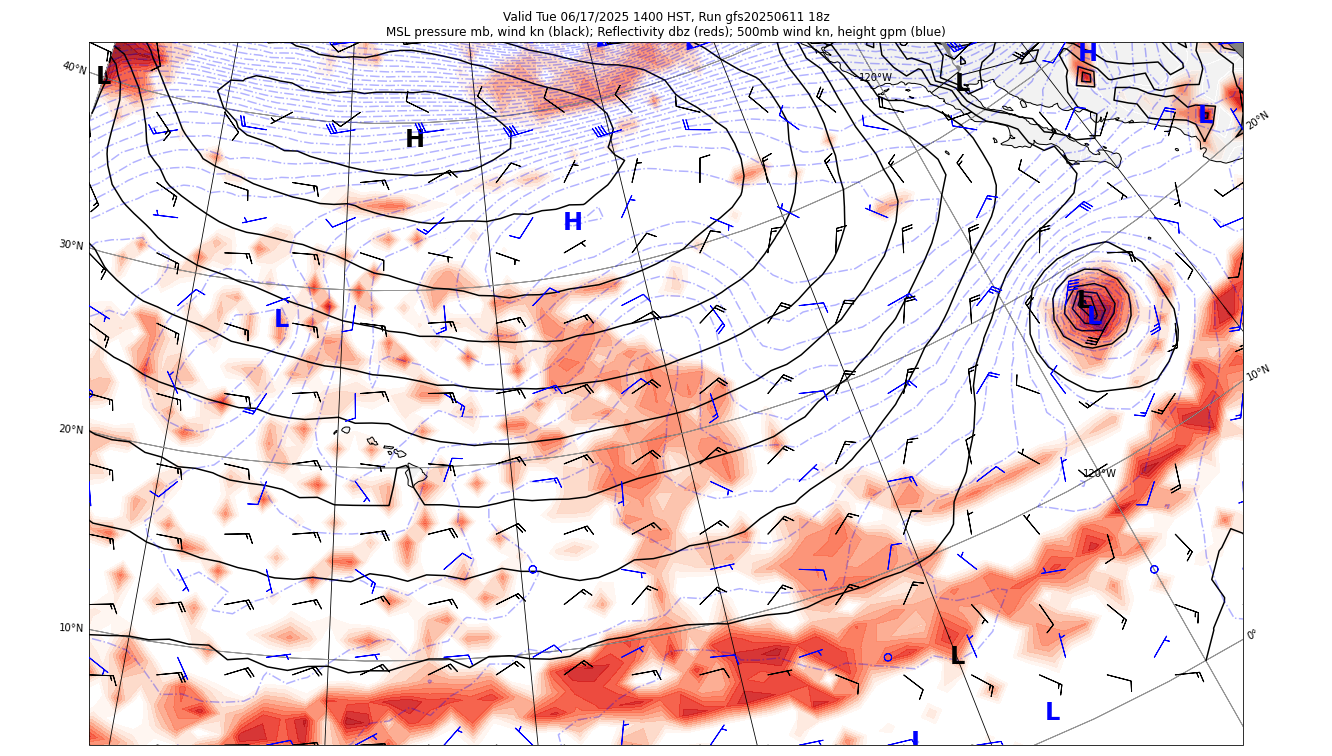 Valid Tue 06/17/2025 1400 HST, Run gfs20250611 18z
MSL pressure mb, wind kn (black); Reflectivity dbz (reds); 500mb wind kn, height gpm (blue)
H
L
40°N
L
120°W
L
20°N
H
H
30°N
L
L
L
10°N
20°N
120°W
10°N
0°
L
L
L